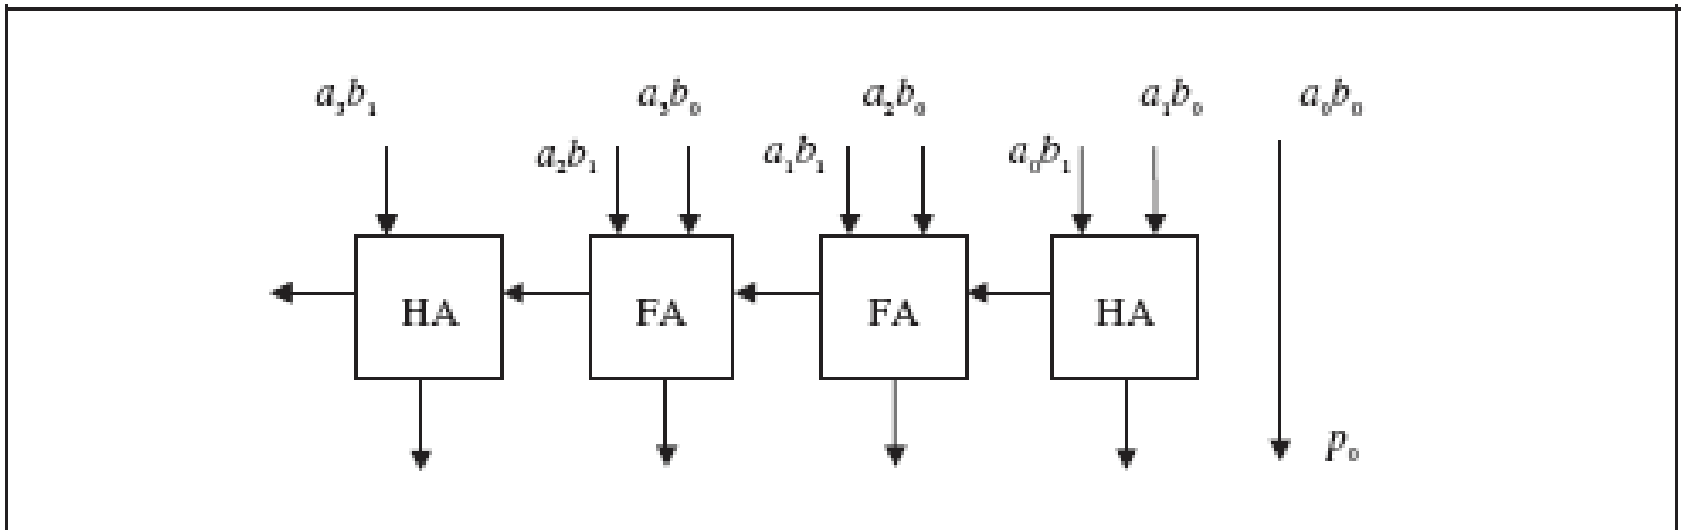 a₃b₁ a₃b₀ a₂b₀ a₁b₀ a₀b₀
a₂b₁ a₁b₁ a₀b₁
HA FA FA HA
p₀